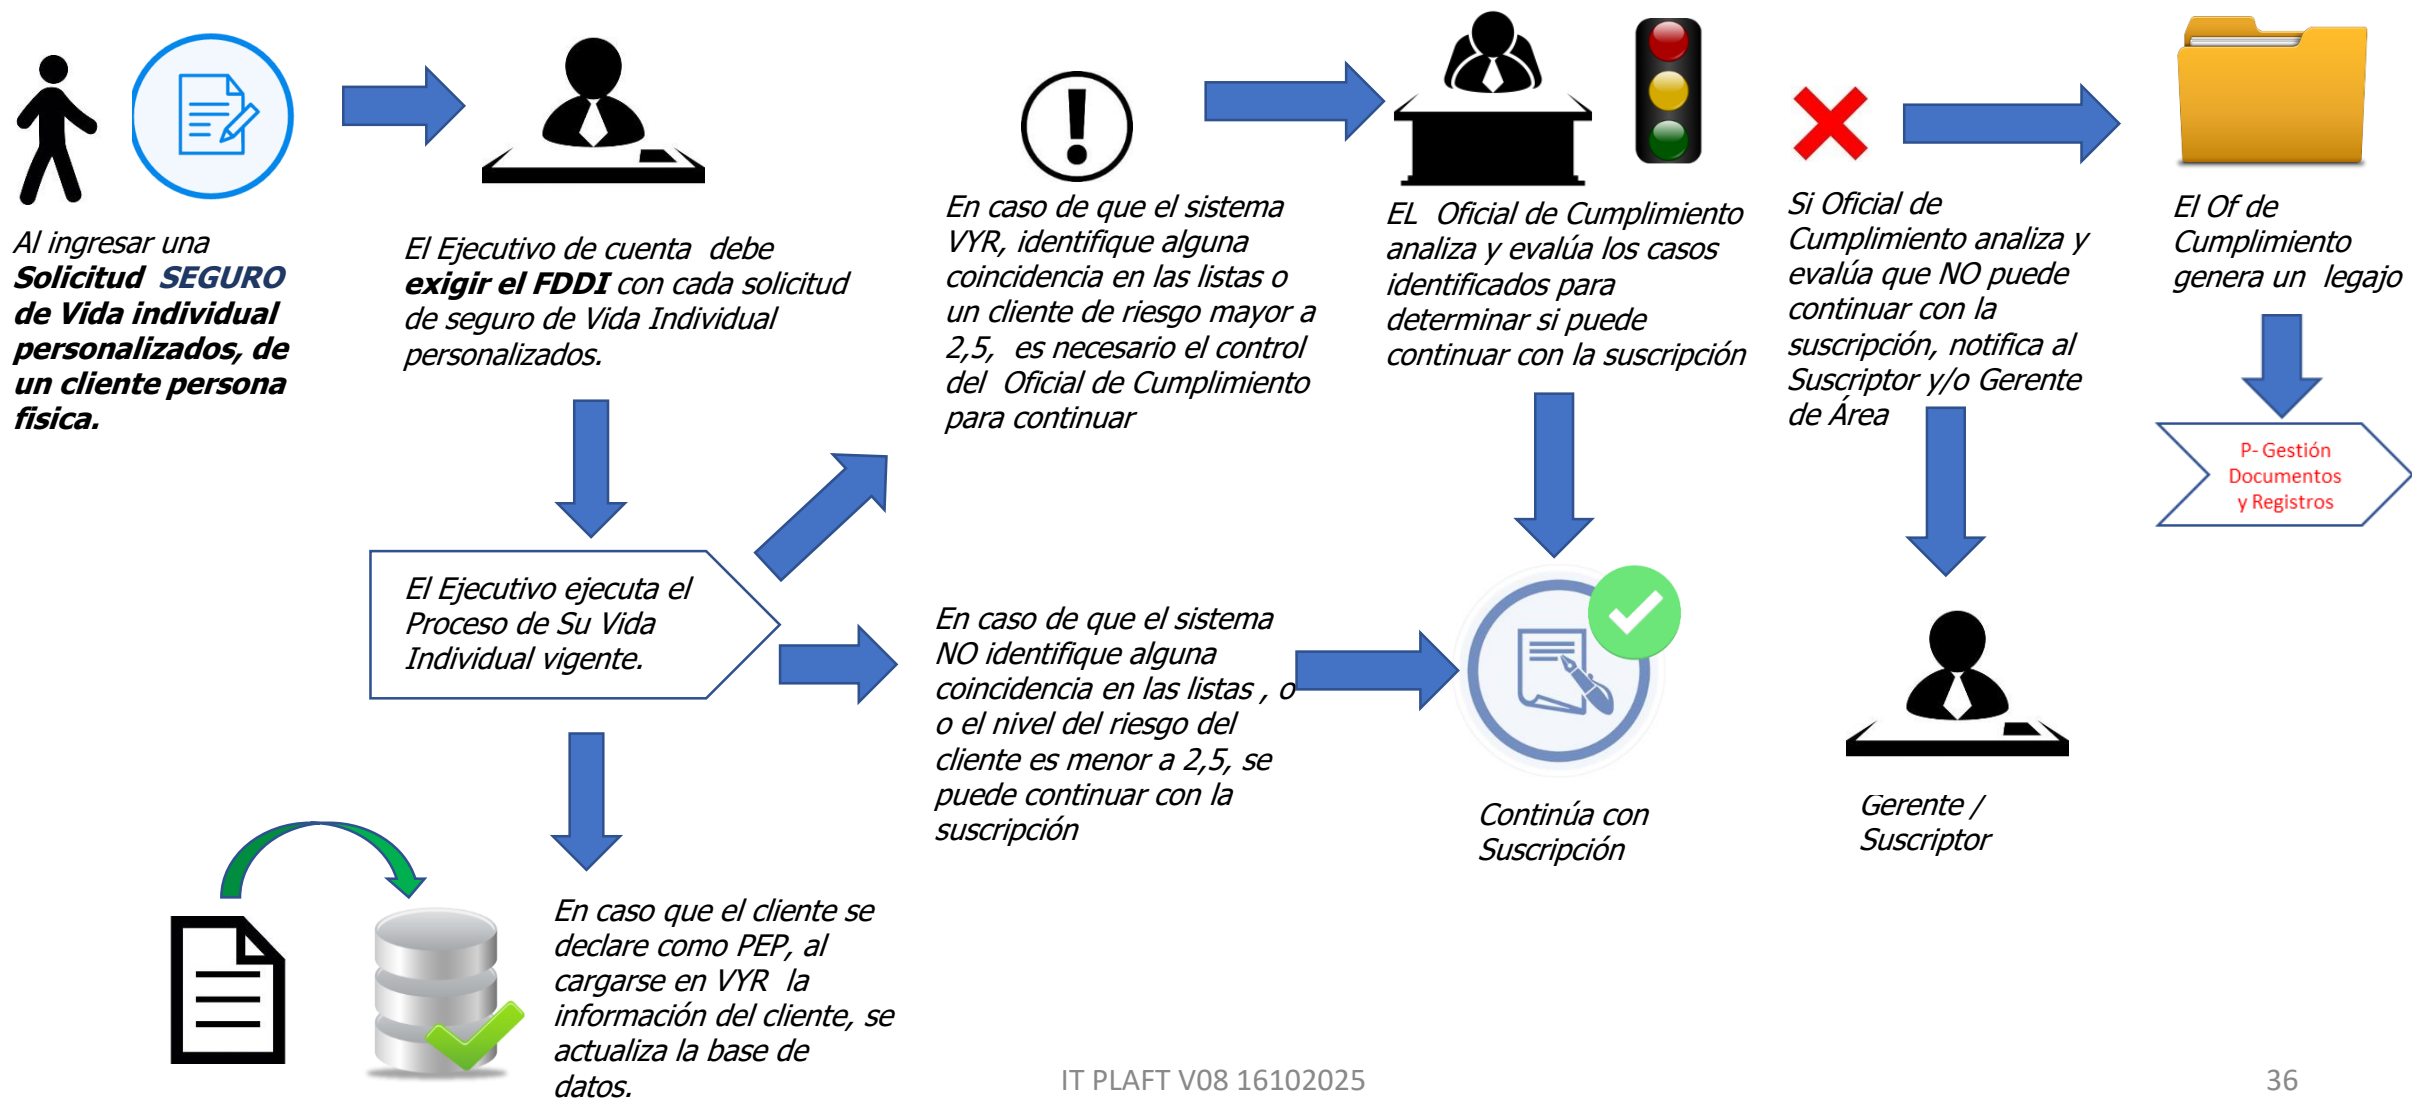 Al ingresar una
Solicitud SEGURO
de Vida individual
personalizados, de
un cliente persona
fisica.
El Ejecutivo de cuenta debe
exigir el FDDI con cada solicitud
de seguro de Vida Individual
personalizados.
El Ejecutivo ejecuta el
Proceso de Su Vida
Individual vigente.
En caso que el cliente se
declare como PEP, al
cargarse en VYR la
información del cliente, se
actualiza la base de
datos.
En caso de que el sistema
VYR, identifique alguna
coincidencia en las listas o
un cliente de riesgo mayor a
2,5, es necesario el control
del Oficial de Cumplimiento
para continuar
En caso de que el sistema
NO identifique alguna
coincidencia en las listas , o
o el nivel del riesgo del
cliente es menor a 2,5, se
puede continuar con la
suscripción
EL Oficial de Cumplimiento
analiza y evalúa los casos
identificados para
determinar si puede
continuar con la suscripción
Continúa con
Suscripción
Si Oficial de
Cumplimiento analiza y
evalúa que NO puede
continuar con la
suscripción, notifica al
Suscriptor y/o Gerente
de Área
Gerente /
Suscriptor
El Of de
Cumplimiento
genera un legajo
P- Gestión
Documentos
y Registros
IT PLAFT V08 16102025
36